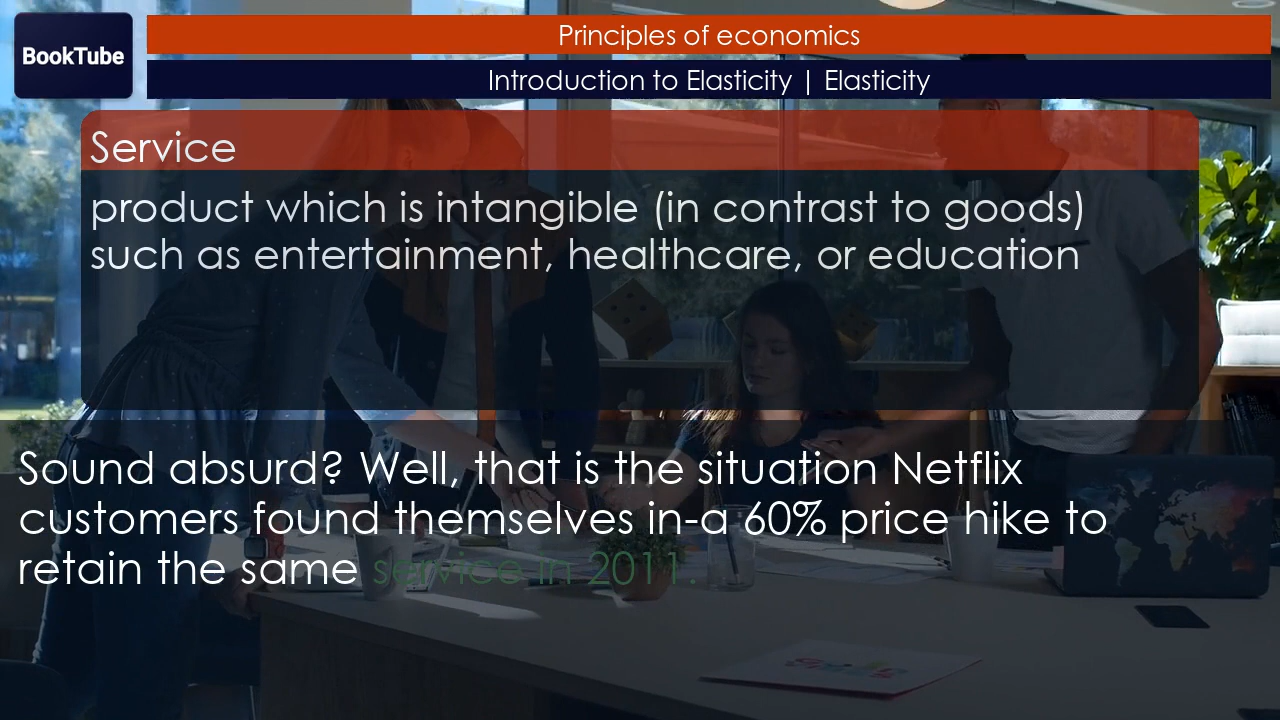 BookTube
Principles of economics
Introduction to Elasticity | Elasticity
Service
product which is intangible (in contrast to goods)
such as entertainment, healthcare, or education
Sound absurd? Well, that is the situation Netflix
customers found themselves in-a 60% price hike to
retain the same service in 2011.